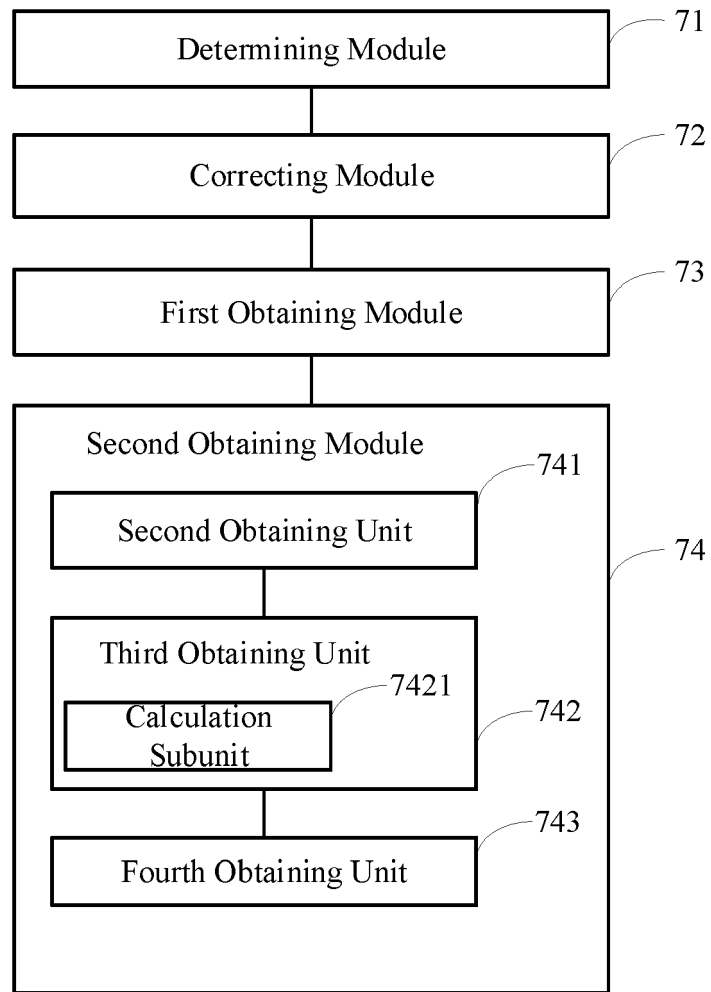 71
Determining Module
72
Correcting Module
73
First Obtaining Module
Second Obtaining Module
741
Second Obtaining Unit
74
Third Obtaining Unit
7421
Calculation
Subunit
742
743
Fourth Obtaining Unit